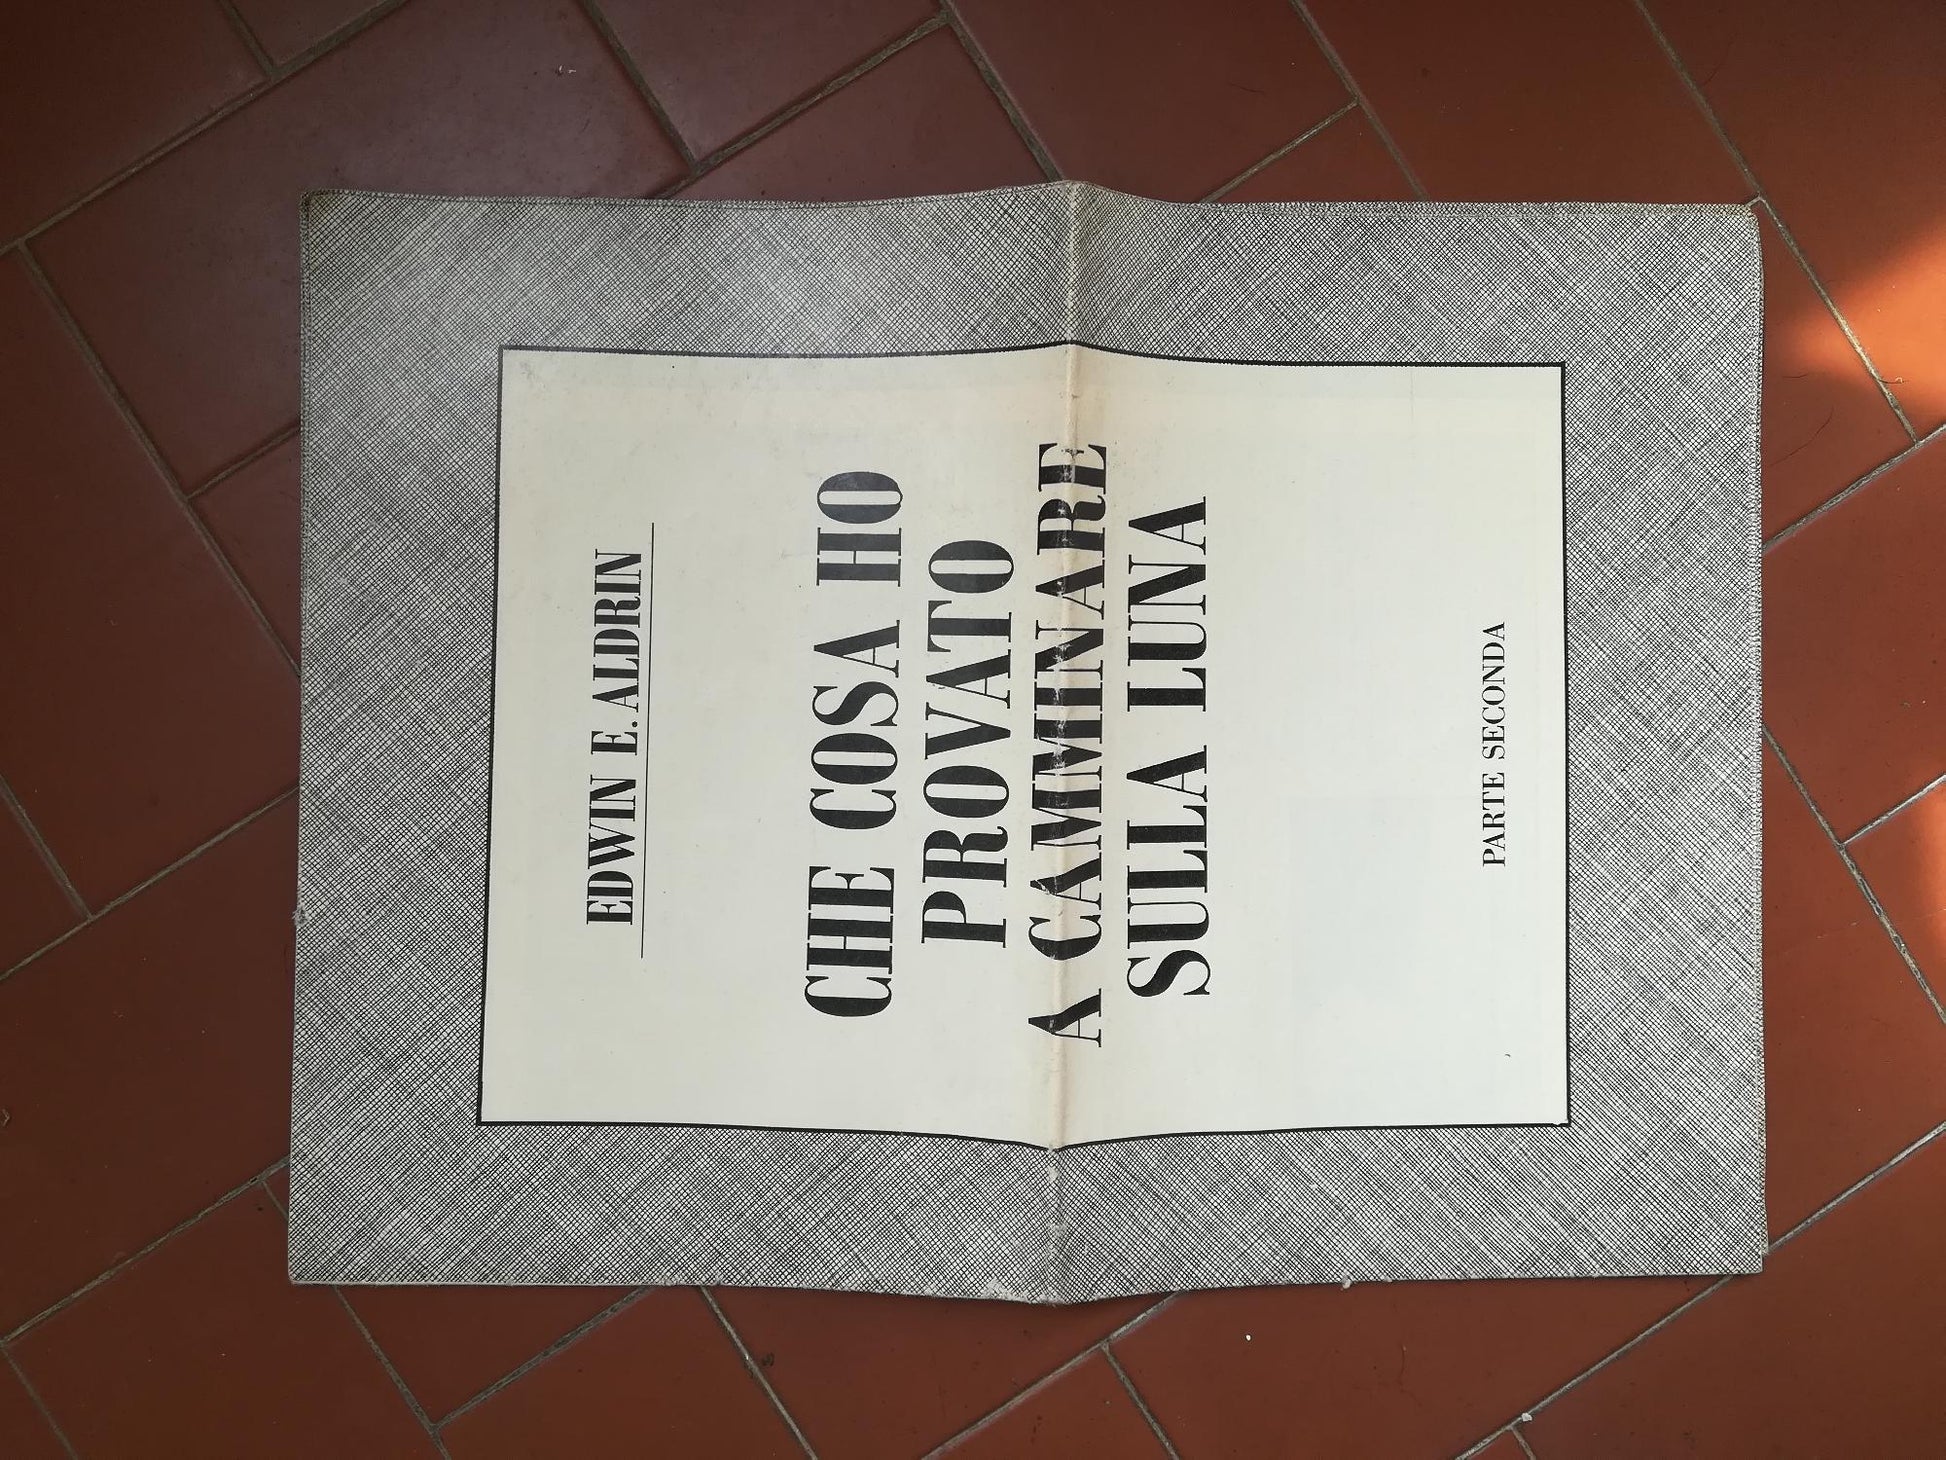 EDWIN E. ALDRIN
CHE COSA HO
PROVATO
A CAMMINARE
SULLA LUNA
PARTE SECONDA